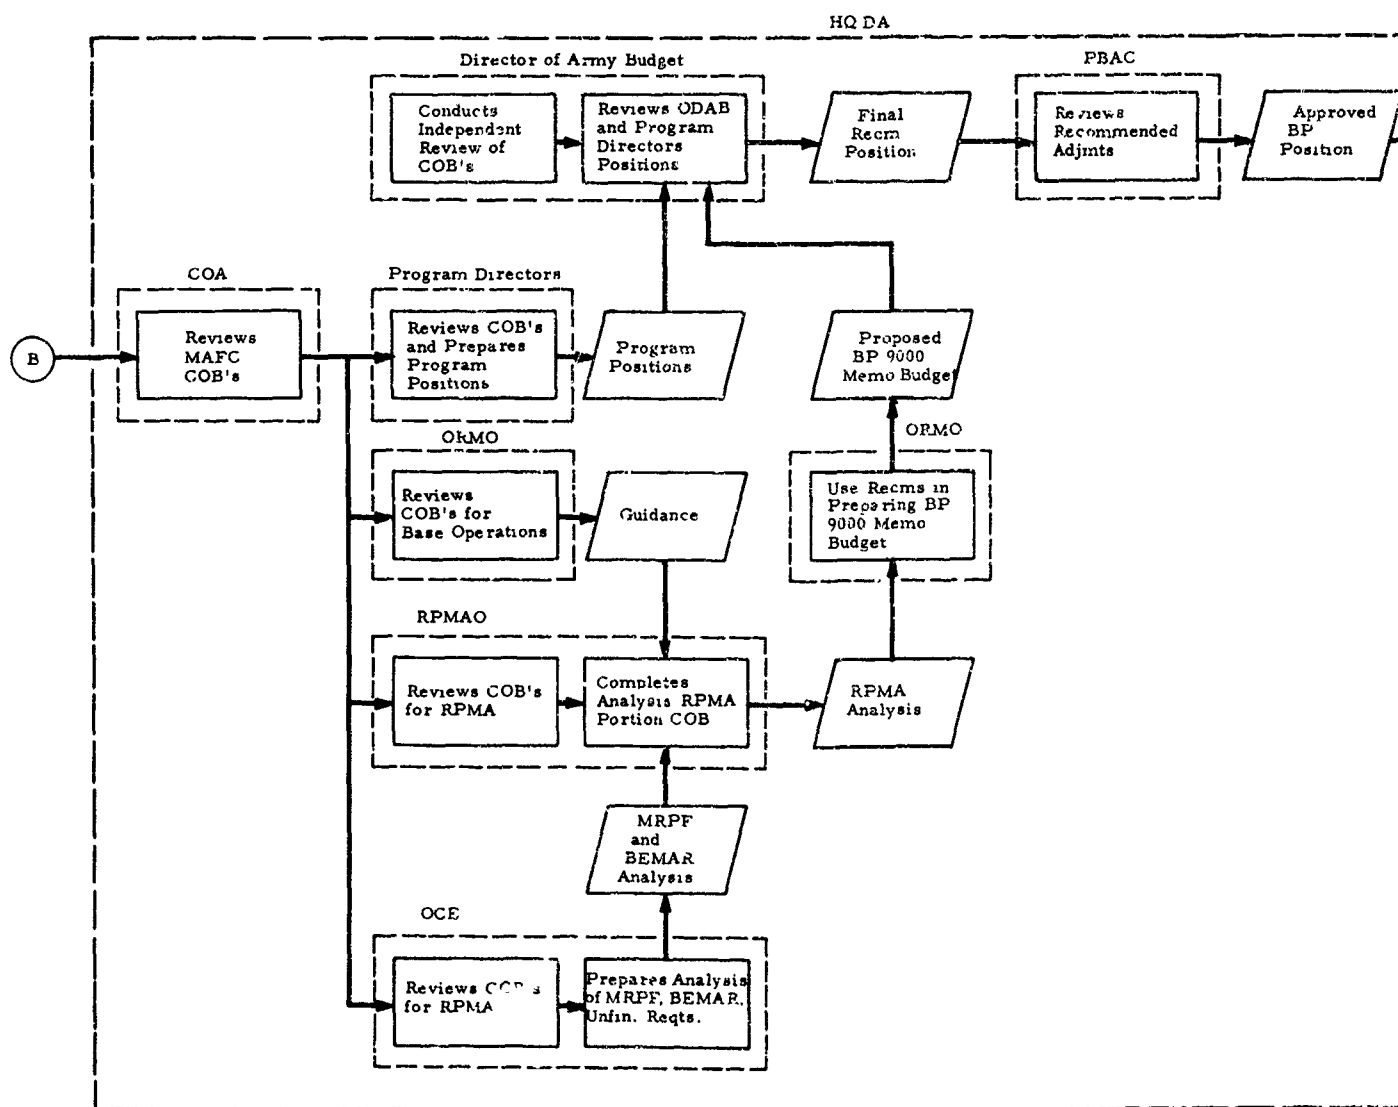 HQ DA
Director of Army Budget
PBAC
Conducts
Independent
Review of
COB's
Reviews ODAB
and Program
Directors
Positions
Final
Recm
Position
Reviews
Recommended
Adjmts
Approved
BP
Position
COA
Program Directors
B
Reviews
MAFC
COB's
Reviews COB's
and Prepares
Program
Positions
Program
Positions
Proposed
BP 9000
Memo Budget
ORMO
ORMO
Reviews
COB's for
Base Operations
Guidance
Use Recms in
Preparing BP
9000 Memo
Budget
RPMAO
Reviews COB's
for RPMA
Completes
Analysis RPMA
Portion COB
RPMA
Analysis
MRPF
and
BEMAR
Analysis
OCE
Reviews COB's
for RPMA
Prepares Analysis
of MRPF, BEMAR,
Unfin. Reqts.